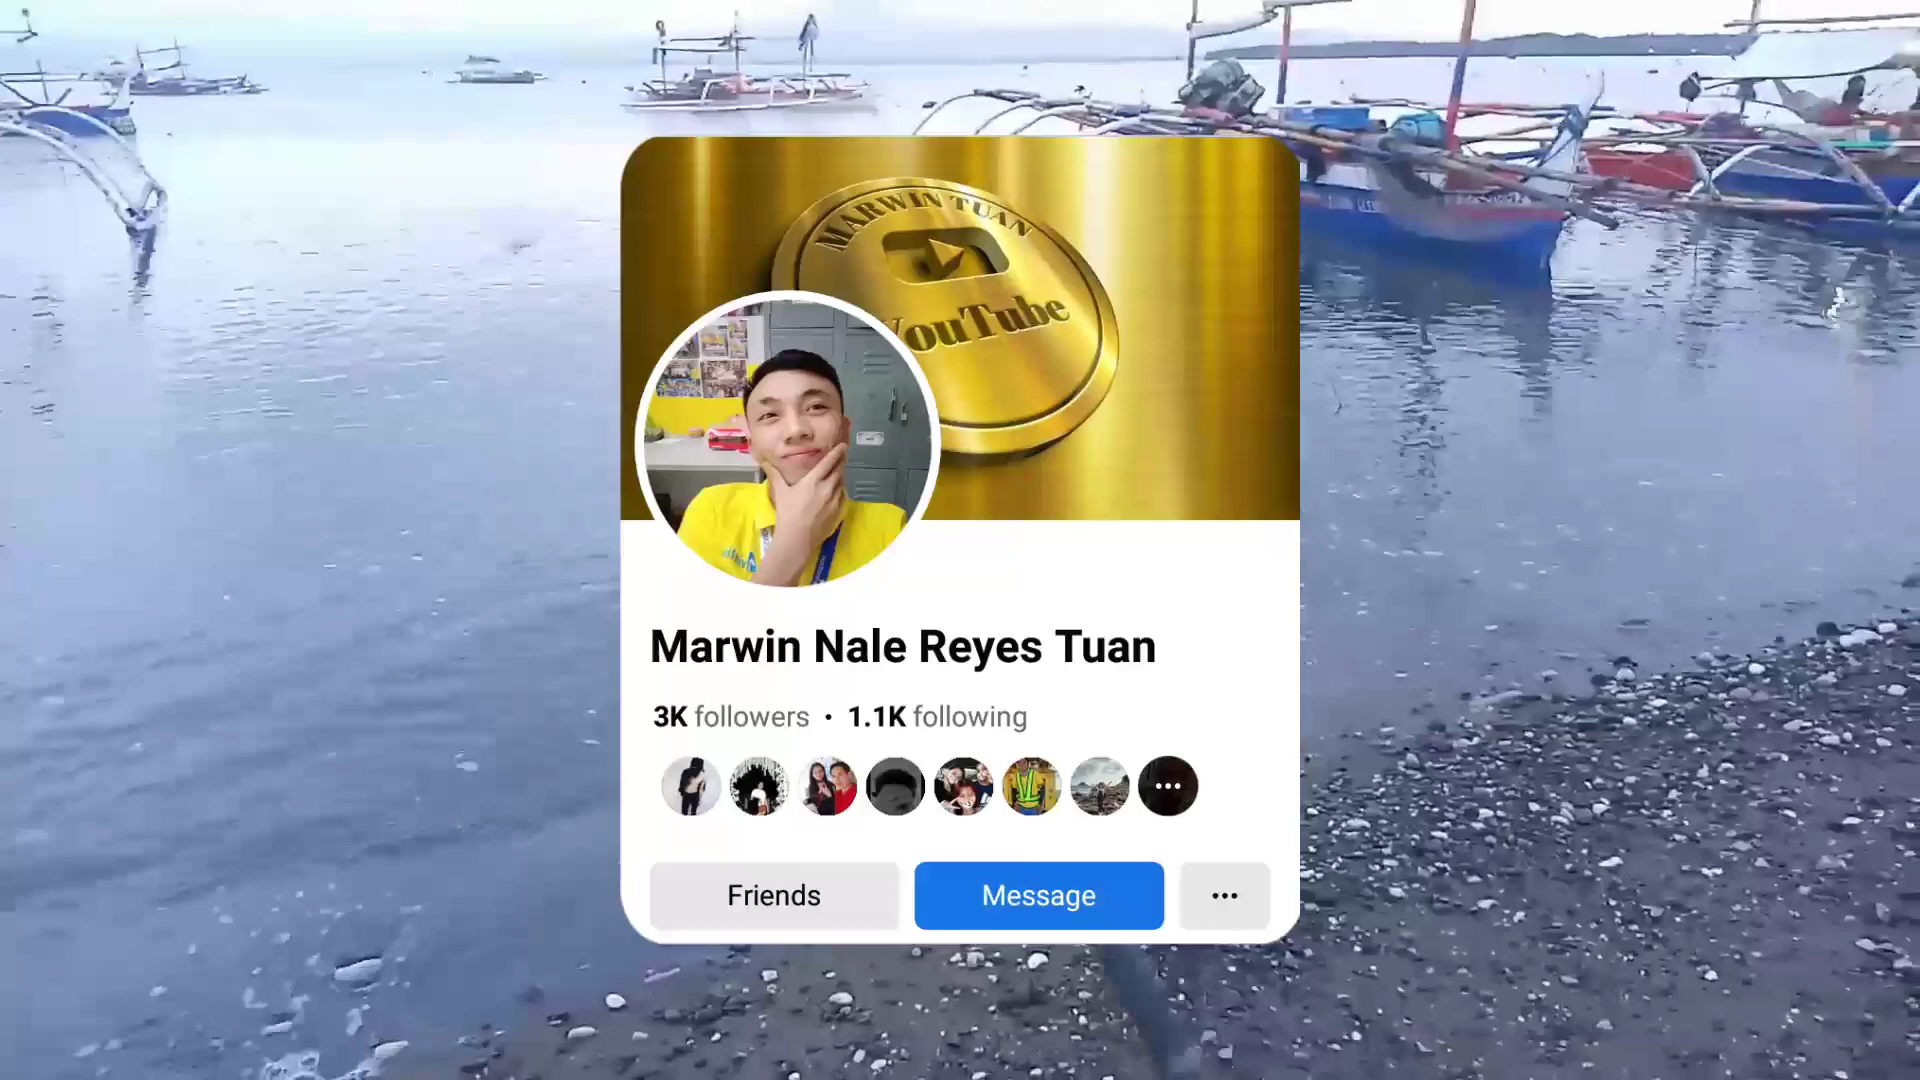 MARWIN TUAN
YouTube
Marwin Nale Reyes Tuan
3K followers • 1.1K following
Friends
Message